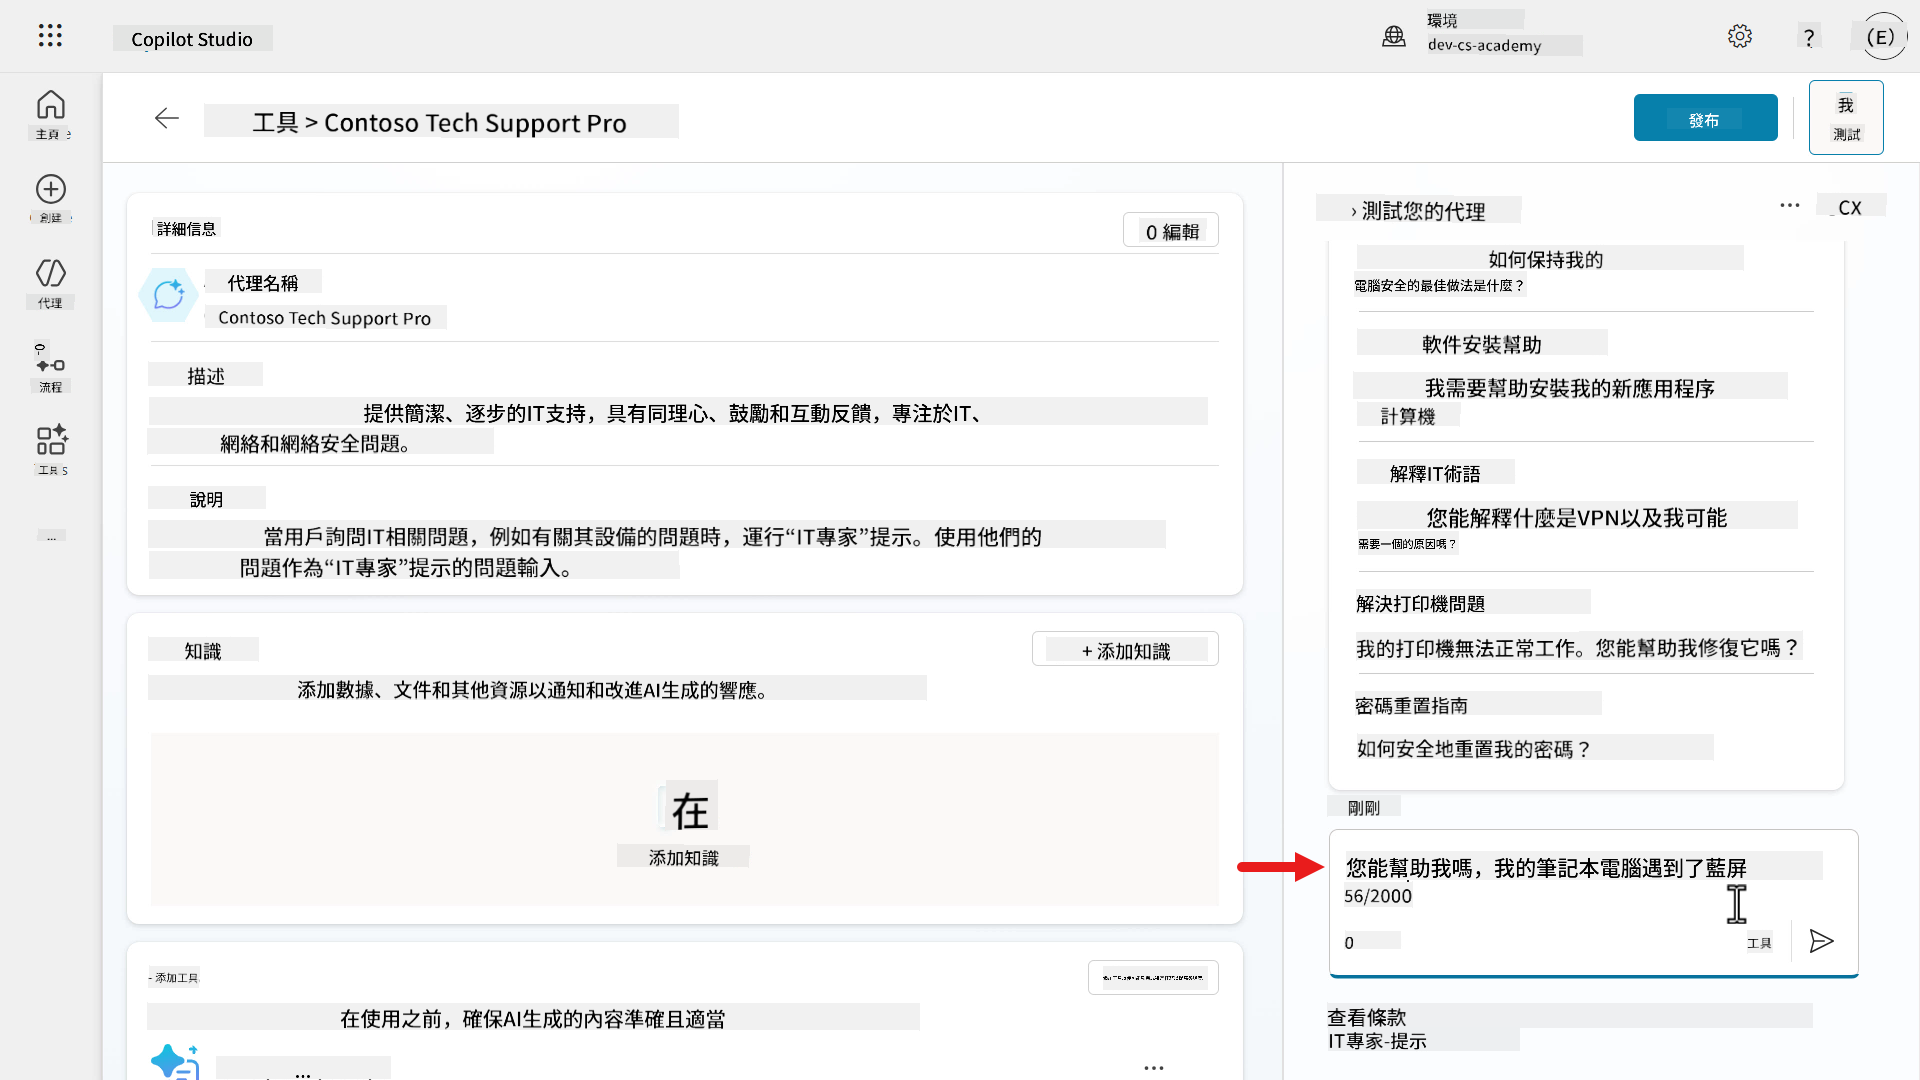 Copilot Studio
環境
dev-cs-academy
?
(E)
主頁
創建
代理
流程
工具 s
...
工具 > Contoso Tech Support Pro
發布
我
測試
詳細信息
0 編輯
代理名稱
Contoso Tech Support Pro
描述
提供簡潔、逐步的IT支持，具有同理心、鼓勵和互動反饋，專注於IT、
網絡和網絡安全問題。
說明
當用戶詢問IT相關問題，例如有關其設備的問題時，運行“IT專家”提示。使用他們的
問題作為“IT專家”提示的問題輸入。
知識
+ 添加知識
添加數據、文件和其他資源以通知和改進AI生成的響應。
在
添加知識
- 添加工具
在使用之前，確保AI生成的內容準確且適當
› 測試您的代理
CX
如何保持我的
電腦安全的最佳做法是什麼？
軟件安裝幫助
我需要幫助安裝我的新應用程序
計算機
解釋IT術語
您能解釋什麼是VPN以及我可能
需要一個的原因嗎？
解決打印機問題
我的打印機無法正常工作。您能幫助我修復它嗎？
密碼重置指南
如何安全地重置我的密碼？
剛剛
您能幫助我嗎，我的筆記本電腦遇到了藍屏
56/2000
0
工具
查看條款
IT專家-提示